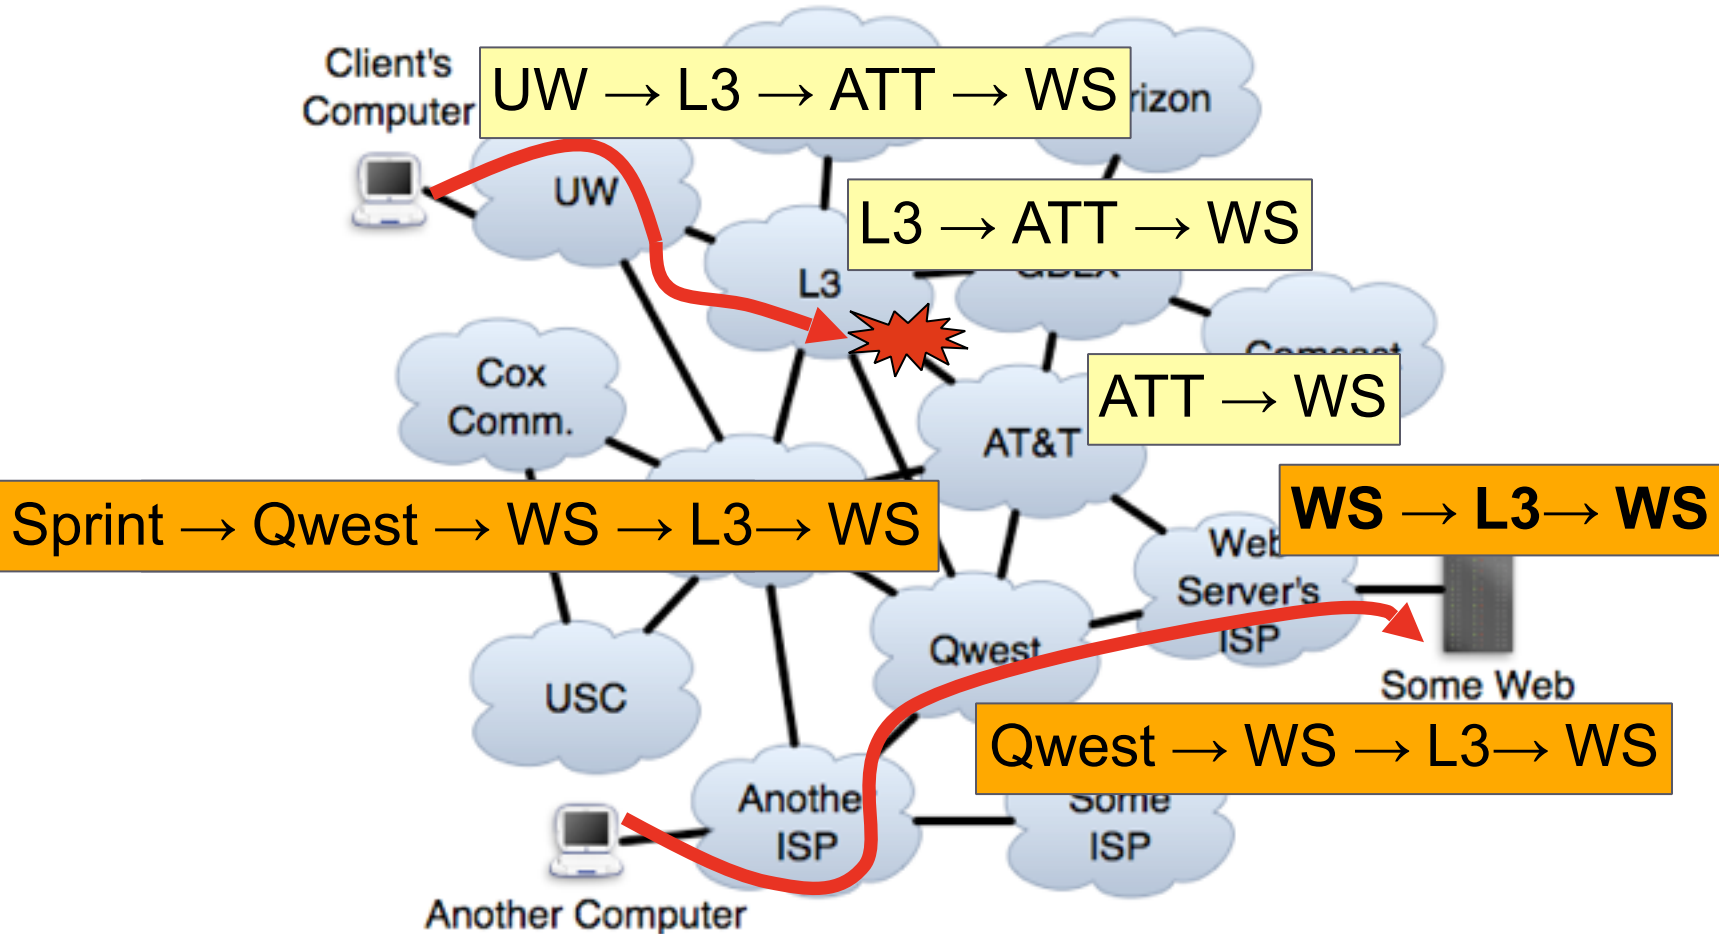 Client's
Computer
UW → L3 → ATT → WS
rizon
UW
L3 → ATT → WS
L3
Cox
Comm.
ATT → WS
AT&T
Sprint → Qwest → WS → L3→ WS
WS → L3→ WS
Web
Server's
ISP
Qwest
USC
Some Web
Qwest → WS → L3→ WS
Another
ISP
Some
ISP
Another Computer